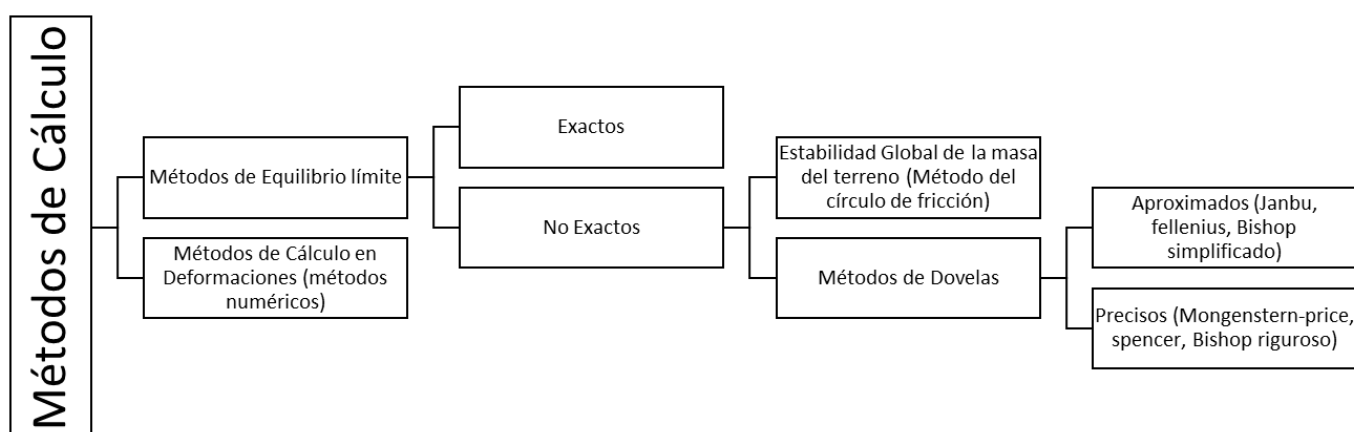 Métodos de Cálculo
Métodos de Equilibrio límite
Métodos de Cálculo en
Deformaciones (métodos
numéricos)
Exactos
No Exactos
Estabilidad Global de la masa
del terreno (Método del
círculo de fricción)
Métodos de Dovelas
Aproximados (Janbu,
fellenius, Bishop
simplificado)
Precisos (Mongenstern-price,
spencer, Bishop riguroso)